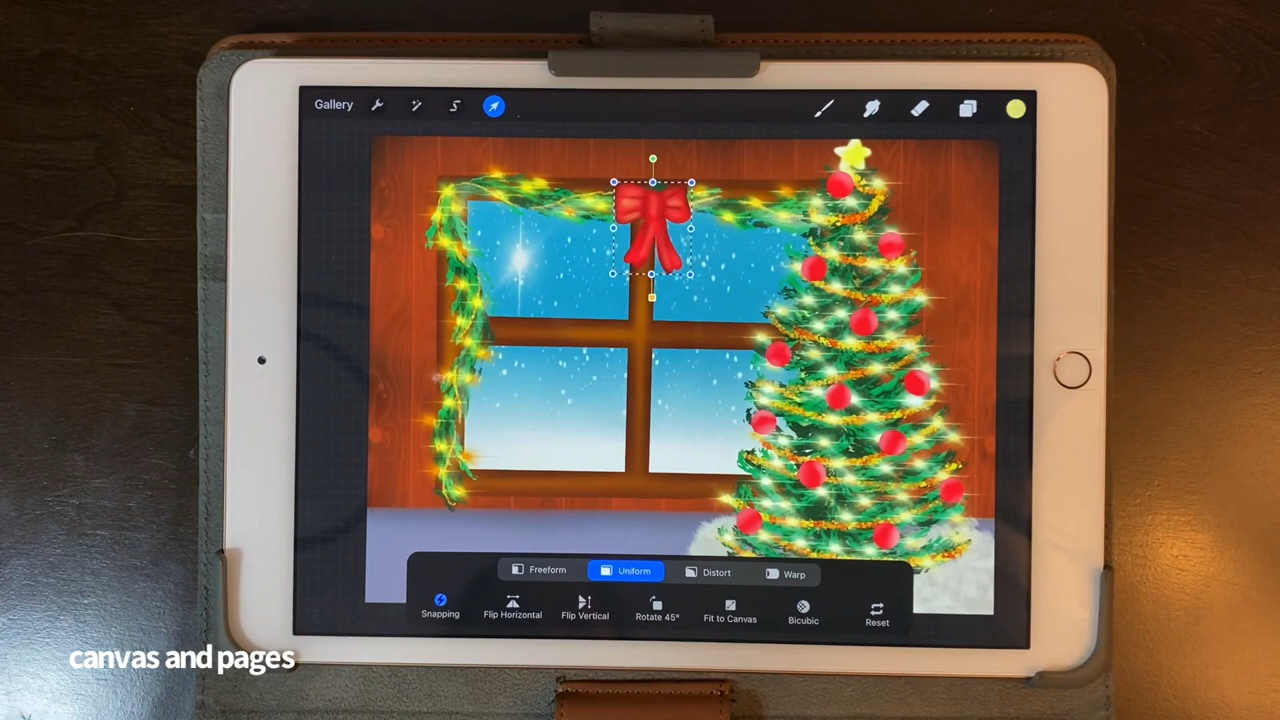 Gallery
Freeform
Uniform
Distort
Warp
Snapping
Flip Horizontal
Flip Vertical
Rotate 45°
Fit to Canvas
Bicubic
Reset
canvas and pages